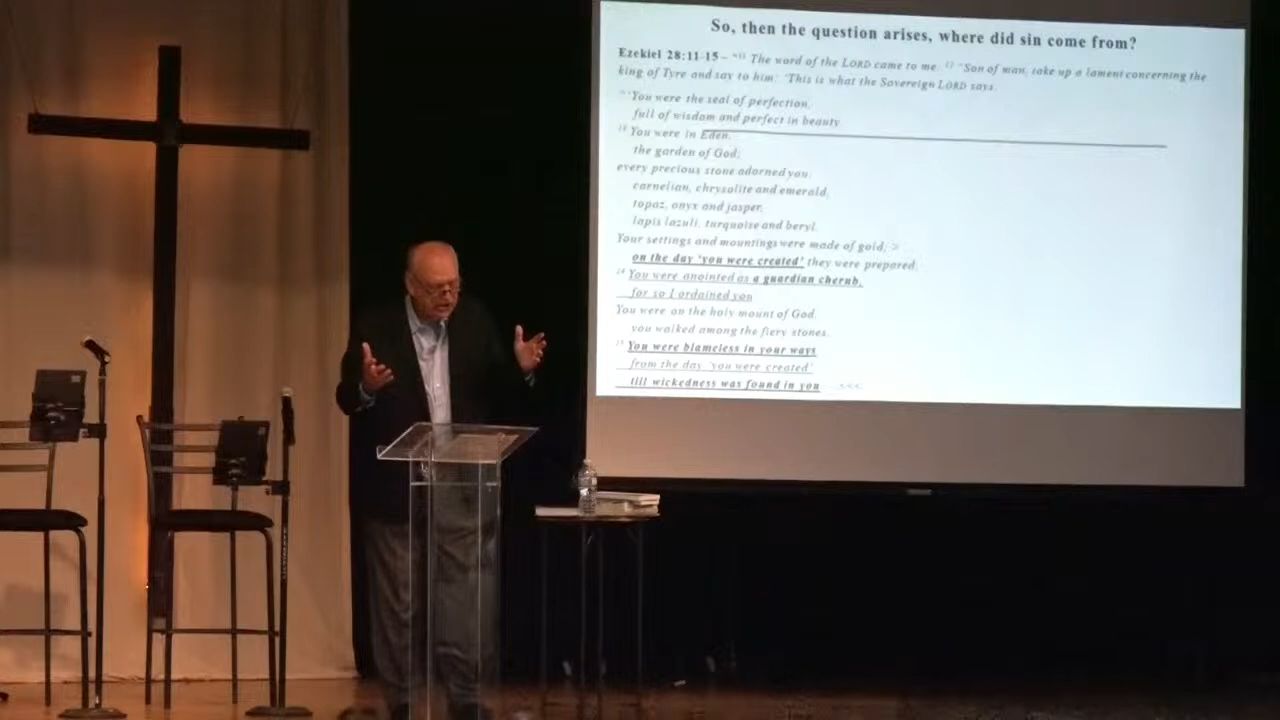 So, then the question arises, where did sin come from?
Ezekiel 28:11-15 – “11 The word of the LORD came to me: 12 “Son of man, take up a lament concerning the
king of Tyre and say to him: ‘This is what the Sovereign LORD says:
“‘You were the seal of perfection,
full of wisdom and perfect in beauty.
13 You were in Eden,
the garden of God;
every precious stone adorned you:
carnelian, chrysolite and emerald,
topaz, onyx and jasper,
lapis lazuli, turquoise and beryl.
Your settings and mountings were made of gold; >
on the day ‘you were created’ they were prepared.
14 You were anointed as a guardian cherub,
for so I ordained you
You were on the holy mount of God.
you walked among the fiery stones.
15 You were blameless in your ways
from the day ‘you were created’
till wickedness was found in you